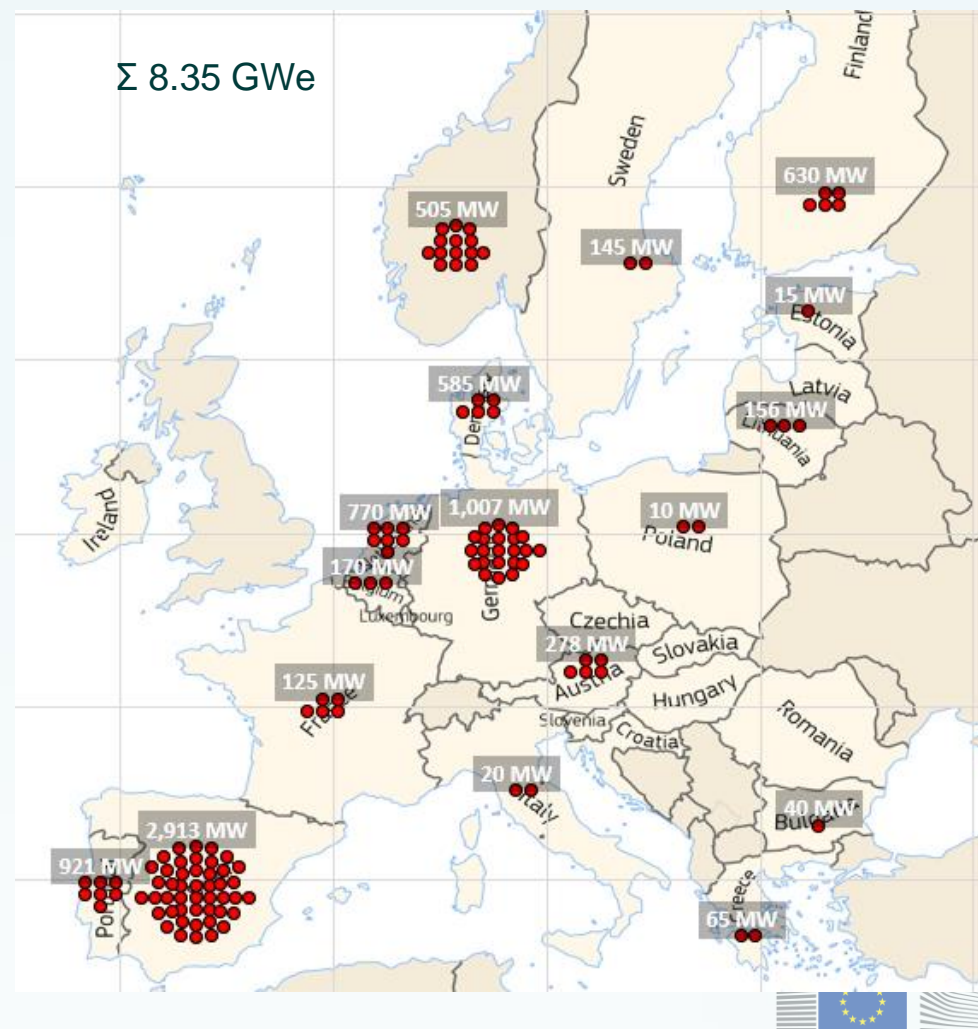 Σ 8.35 GWe
Finland
Sweden
630 MW
505 MW
145 MW
15 MW
Estonia
585 MW
Latvia
156 MW
Lithuania
770 MW
1,007 MW
10 MW
Poland
Ireland
170 MW
Luxembourg
Czechia
Slovakia
278 MW
Austria
Hungary
125 MW
Slovenia
Croatia
Romania
20 MW
Italy
40 MW
2,913 MW
921 MW
Greece
65 MW